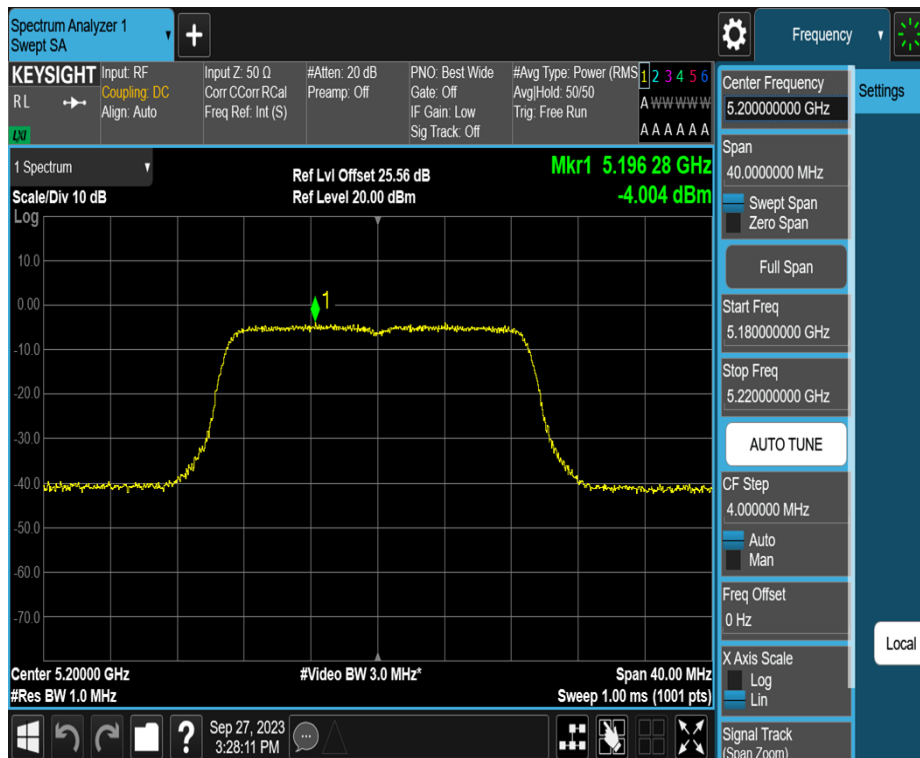 Spectrum Analyzer 1
Swept SA
+
Frequency
KEYSIGHT
RL
LXI
Input: RF
Coupling: DC
Align: Auto
Input Z: 50 Ω
Corr CCorr RCal
Freq Ref: Int (S)
#Atten: 20 dB
Preamp: Off
PNO: Best Wide
Gate: Off
IF Gain: Low
Sig Track: Off
#Avg Type: Power (RMS
Avg|Hold: 50/50
Trig: Free Run
1 2 3 4 5 6
A W W W W W
A A A A A A
1 Spectrum
Scale/Div 10 dB
Log
Ref Lvl Offset 25.56 dB
Ref Level 20.00 dBm
Mkr1 5.196 28 GHz
-4.004 dBm
10.0
0.00
-10.0
-20.0
-30.0
-40.0
-50.0
-60.0
-70.0
1
Center 5.20000 GHz
#Res BW 1.0 MHz
#Video BW 3.0 MHz*
Span 40.00 MHz
Sweep 1.00 ms (1001 pts)
Center Frequency
5.200000000 GHz
Settings
Span
40.0000000 MHz
Swept Span
Zero Span
Full Span
Start Freq
5.180000000 GHz
Stop Freq
5.220000000 GHz
AUTO TUNE
CF Step
4.000000 MHz
Auto
Man
Freq Offset
0 Hz
Local
X Axis Scale
Log
Lin
Signal Track
(Span Zoom)
?
Sep 27, 2023
3:28:11 PM